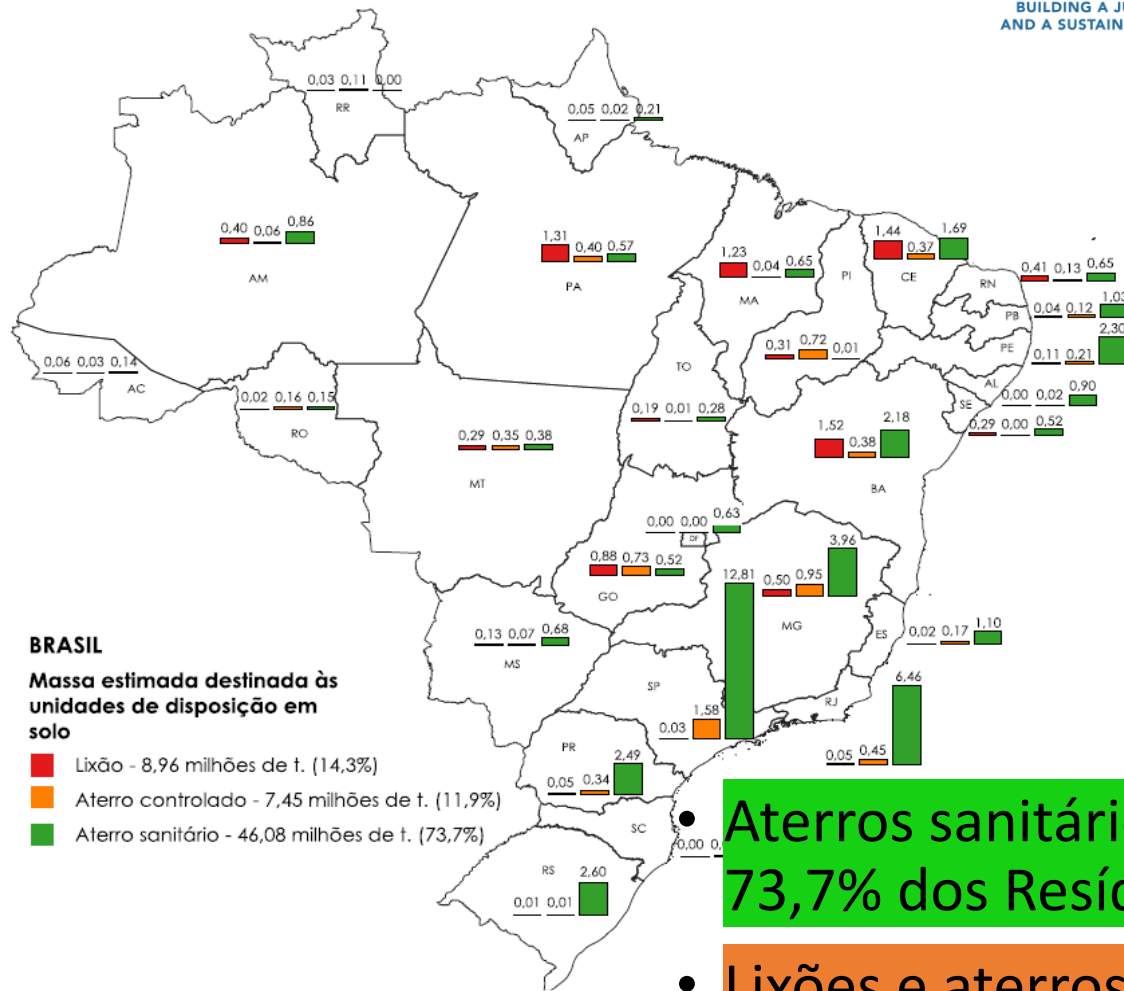 BUILDING A JU
AND A SUSTAIN
0,03 0,11 0,00
RR
0,05 0,02 0,21
AP
0,40 0,06 0,86
AM
1,31 0,40 0,57
PA
1,23 0,04 0,65
MA
PI
1,44 0,37 1,69
CE
0,41 0,13 0,65
RN
0,04 0,12 1,03
PB
0,11 0,21 2,30
PE
0,31 0,72 0,01
0,06 0,03 0,14
AC
0,02 0,16 0,15
RO
TO
0,19 0,01 0,28
AL
0,00 0,02 0,90
SE
0,29 0,00 0,52
0,29 0,35 0,38
MT
1,52 0,38 2,18
BA
0,00 0,00 0,63
DF
0,88 0,73 0,52
GO
0,50 0,95 3,96
MG
0,13 0,07 0,68
MS
ES
0,02 0,17 1,10
SP
0,03 1,58 12,81
RJ
0,05 0,45 6,46
PR
0,05 0,34 2,49
SC
0,00
RS
0,01 0,01 2,60
BRASIL
Massa estimada destinada às
unidades de disposição em
solo
Lixão - 8,96 milhões de t. (14,3%)
Aterro controlado - 7,45 milhões de t. (11,9%)
Aterro sanitário - 46,08 milhões de t. (73,7%)
• Aterros sanitári
73,7% dos Resíd
• Lixões e aterros